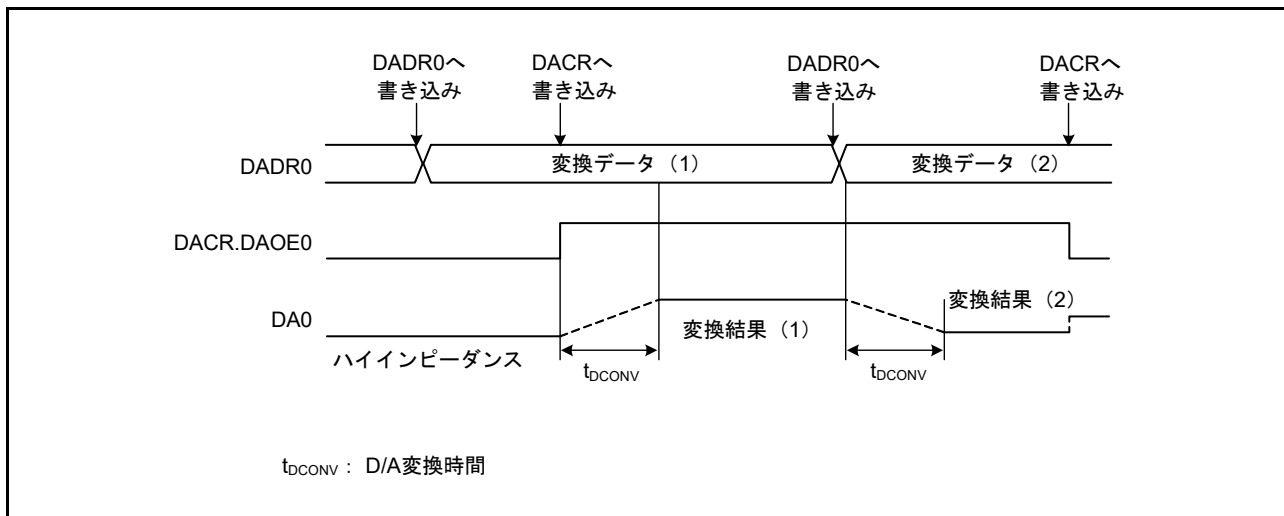 DADR0へ
書き込み
DACRへ
書き込み
DADR0へ
書き込み
DACRへ
書き込み
DADR0
変換データ（1）
変換データ（2）
DACR.DAOE0
DA0
ハイインピーダンス
変換結果（1）
変換結果（2）
tDCONV
tDCONV
tDCONV： D/A変換時間